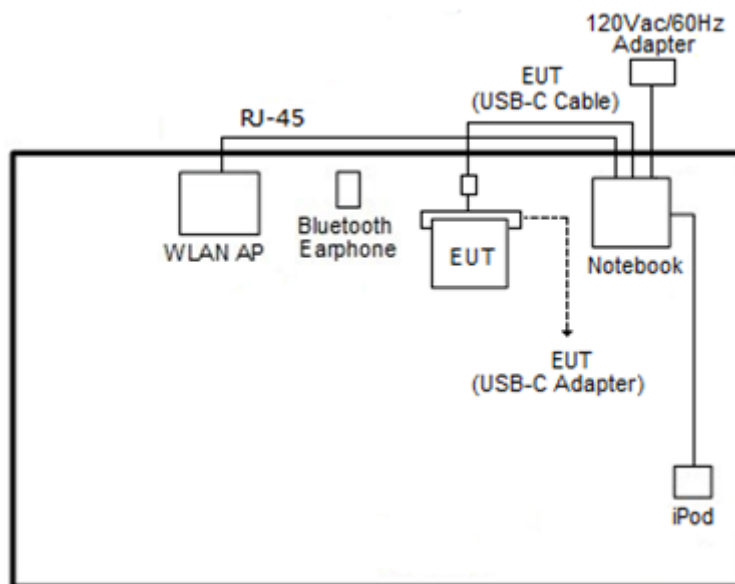 120Vac/60Hz
Adapter
EUT
(USB-C Cable)
RJ-45
WLAN AP
Bluetooth
Earphone
EUT
Notebook
EUT
(USB-C Adapter)
iPod